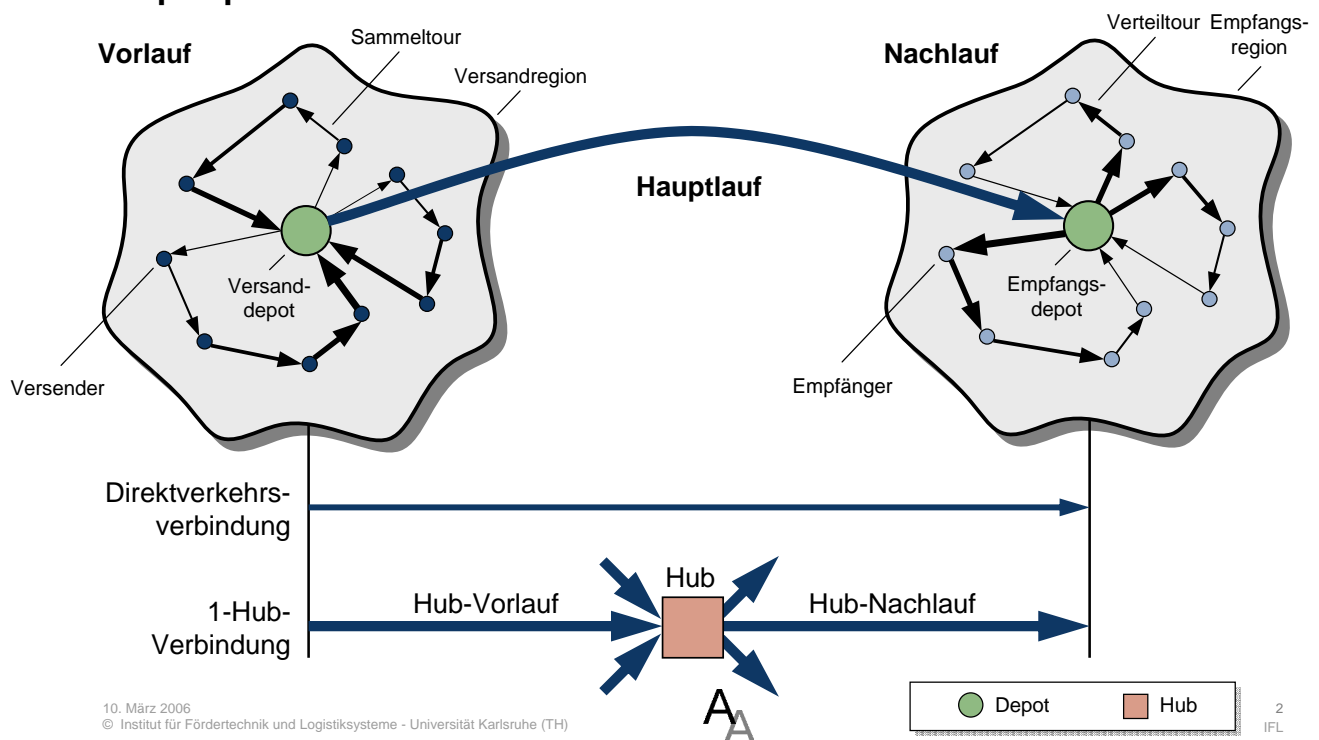 Vorlauf
Sammeltour
Versandregion
Nachlauf
Verteiltour
Empfangs-
region
Hauptlauf
Versand-
depot
Empfangs-
depot
Versender
Empfänger
Direktverkehrs-
verbindung
1-Hub-
Verbindung
Hub-Vorlauf
Hub
Hub-Nachlauf
A
A
Depot
Hub
10. März 2006
© Institut für Fördertechnik und Logistiksysteme - Universität Karlsruhe (TH)
2
IFL